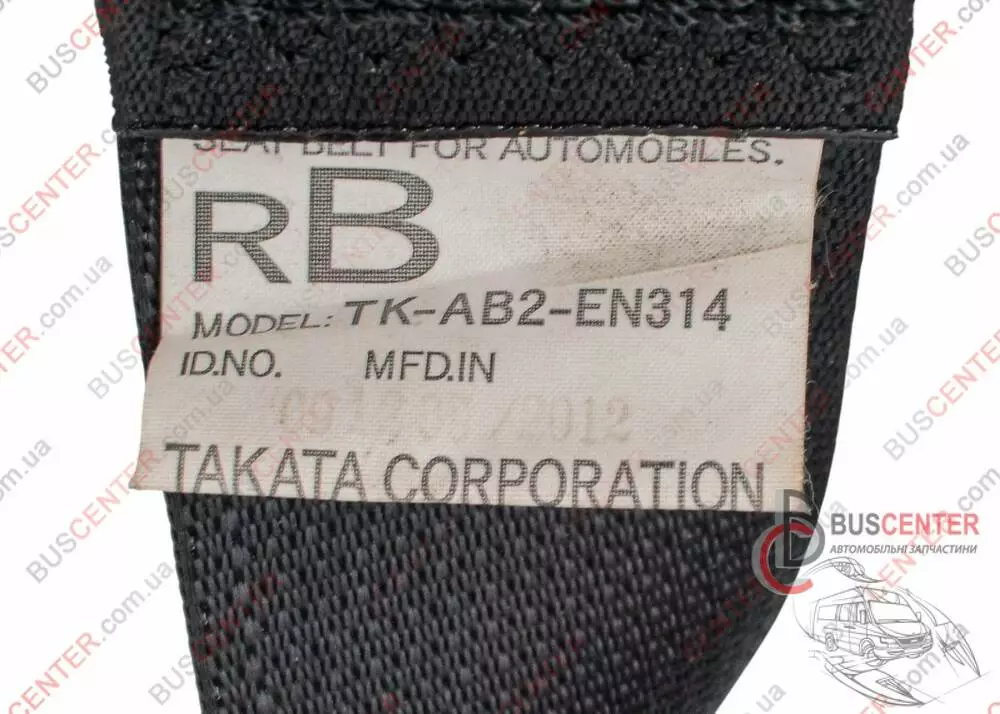 SEAT BELT FOR AUTOMOBILES.
RB
MODEL: TK-AB2-EN314
ID.NO. MFD.IN
2012
TAKATA CORPORATION
BUSCENTER
АВТОМОБІЛЬНІ ЗАПЧАСТИНИ
BUSCENTER.com.ua